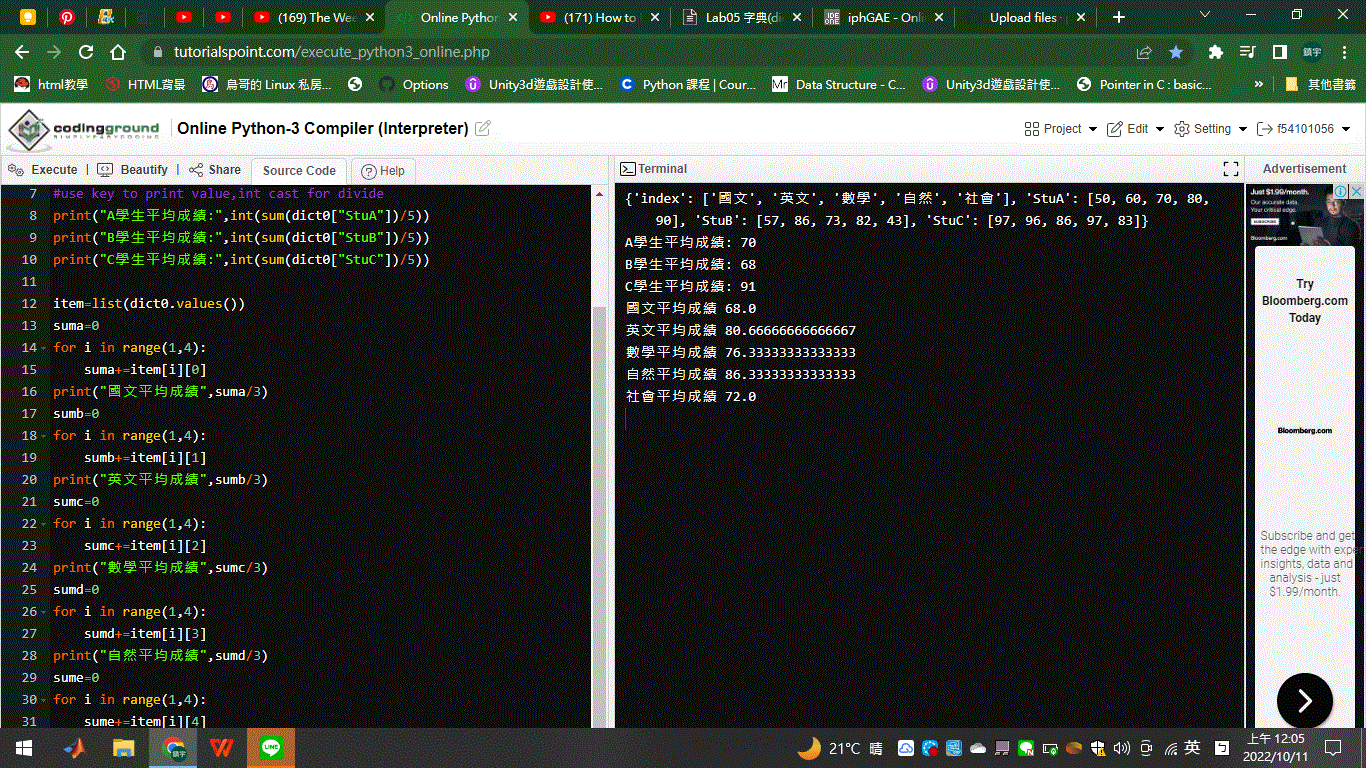 (169) The Wee
Online Python
(171) How to
Lab05 字典(di
iphGAE - Onli
Upload files ·
tutorialspoint.com/execute_python3_online.php
html教學
HTML背景
鳥哥的 Linux 私房...
Options
Unity3d遊戲設計使...
Python 課程 | Cour...
Data Structure - C...
Unity3d遊戲設計使...
Pointer in C : basic...
»
其他書籤
codingground
SIMPLY EASY CODING
Online Python-3 Compiler (Interpreter)
Project
Edit
Setting
f54101056
Execute | Beautify | Share
Source Code
Help
7 #use key to print value,int cast for divide
8 print("A學生平均成績:",int(sum(dict0["StuA"])/5))
9 print("B學生平均成績:",int(sum(dict0["StuB"])/5))
10 print("C學生平均成績:",int(sum(dict0["StuC"])/5))
11
12 item=list(dict0.values())
13 suma=0
14 for i in range(1,4):
15     suma+=item[i][0]
16 print("國文平均成績",suma/3)
17 sumb=0
18 for i in range(1,4):
19     sumb+=item[i][1]
20 print("英文平均成績",sumb/3)
21 sumc=0
22 for i in range(1,4):
23     sumc+=item[i][2]
24 print("數學平均成績",sumc/3)
25 sumd=0
26 for i in range(1,4):
27     sumd+=item[i][3]
28 print("自然平均成績",sumd/3)
29 sume=0
30 for i in range(1,4):
31     sume+=item[i][4]
Terminal
{'index': ['國文', '英文', '數學', '自然', '社會'], 'StuA': [50, 60, 70, 80,
90], 'StuB': [57, 86, 73, 82, 43], 'StuC': [97, 96, 86, 97, 83]}
A學生平均成績: 70
B學生平均成績: 68
C學生平均成績: 91
國文平均成績 68.0
英文平均成績 80.66666666666667
數學平均成績 76.33333333333333
自然平均成績 86.33333333333333
社會平均成績 72.0
Advertisement
Just $1.99/month.
Our accurate data.
Your critical edge.
SUBSCRIBE
Bloomberg.com
Try
Bloomberg.com
Today
Bloomberg.com
Subscribe and get
the edge with expe
insights, data and
analysis - just
$1.99/month.
LINE
21°C 晴
英
上午 12:05
2022/10/11